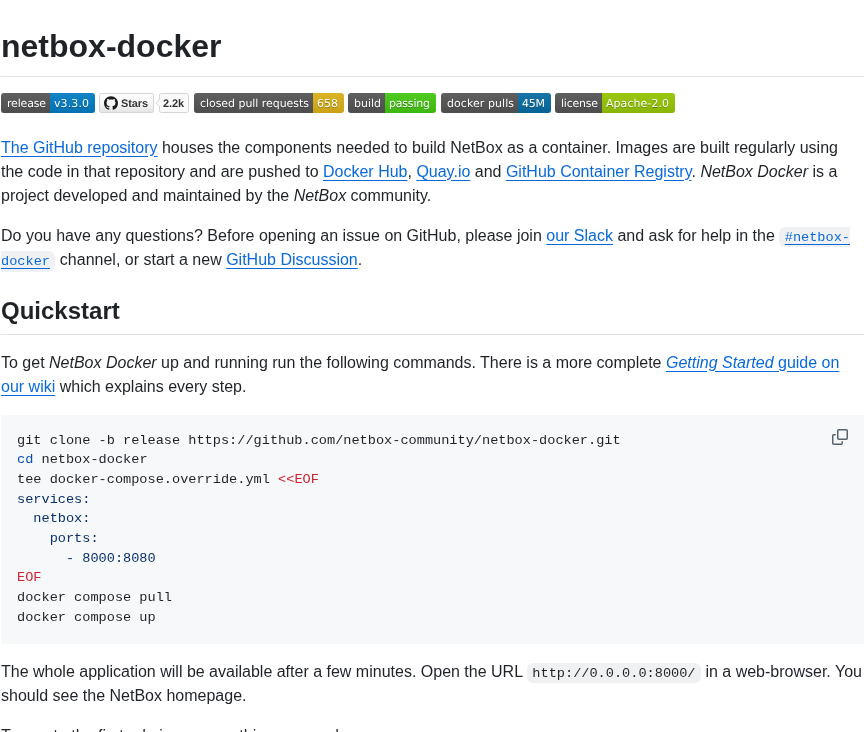 netbox-docker
release v3.3.0 Stars 2.2k closed pull requests 658 build passing docker pulls 45M license Apache-2.0
The GitHub repository houses the components needed to build NetBox as a container. Images are built regularly using
the code in that repository and are pushed to Docker Hub, Quay.io and GitHub Container Registry. NetBox Docker is a
project developed and maintained by the NetBox community.
Do you have any questions? Before opening an issue on GitHub, please join our Slack and ask for help in the #netbox-
docker channel, or start a new GitHub Discussion.
Quickstart
To get NetBox Docker up and running run the following commands. There is a more complete Getting Started guide on
our wiki which explains every step.
git clone -b release https://github.com/netbox-community/netbox-docker.git
cd netbox-docker
tee docker-compose.override.yml <<EOF
services:
  netbox:
    ports:
      - 8000:8080
EOF
docker compose pull
docker compose up
The whole application will be available after a few minutes. Open the URL http://0.0.0.0:8000/ in a web-browser. You
should see the NetBox homepage.